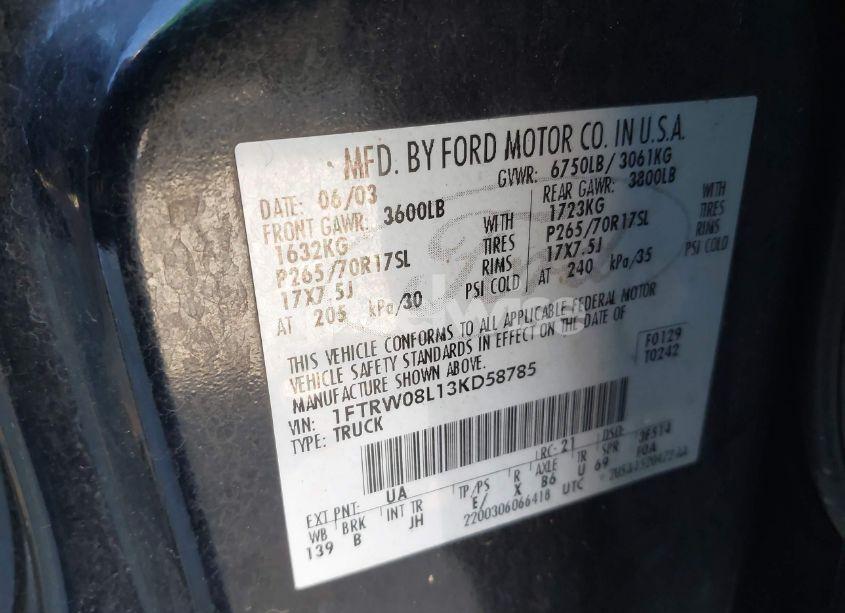 MFD. BY FORD MOTOR CO. IN U.S.A.
DATE: 06/03 GVWR: 6750LB/ 3061KG
FRONT GAWR: 3600LB REAR GAWR: 3800LB
1632KG WITH 1723KG WITH
P265/70R17SL TIRES P265/70R17SL TIRES
17X7.5J RIMS 17X7.5J RIMS
AT 205 kPa/30 PSI COLD AT 240 kPa/35 PSI COLD
THIS VEHICLE CONFORMS TO ALL APPLICABLE FEDERAL MOTOR
VEHICLE SAFETY STANDARDS IN EFFECT ON THE DATE OF
MANUFACTURE SHOWN ABOVE.
F0129
T0242
VIN: 1FTRW08L13KD58785
TYPE: TRUCK
EXT PNT: UA RC: 21 DSO:
WB BRK INT TR TP/PS R AXLE TR SPR
139 B JH E/ X B6 U 69 FOA
2200306066418 UTC